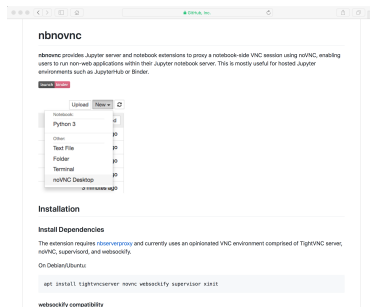 GitHub, Inc.
nbnovnc
nbnovnc provides Jupyter server and notebook extensions to proxy a notebook-side VNC session using noVNC, enabling
users to run non-web applications within their Jupyter notebook server. This is mostly useful for hosted Jupyter
environments such as JupyterHub or Binder.
launch binder
Upload New
Notebook:
Python 3
Other:
Text File
Folder
Terminal
noVNC Desktop
ago
Installation
Install Dependencies
The extension requires nbserverproxy and currently uses an opinionated VNC environment comprised of TightVNC server,
noVNC, supervisord, and websockify.
On Debian/Ubuntu:
apt install tightvncserver novnc websockify supervisor xinit
websockify compatibility